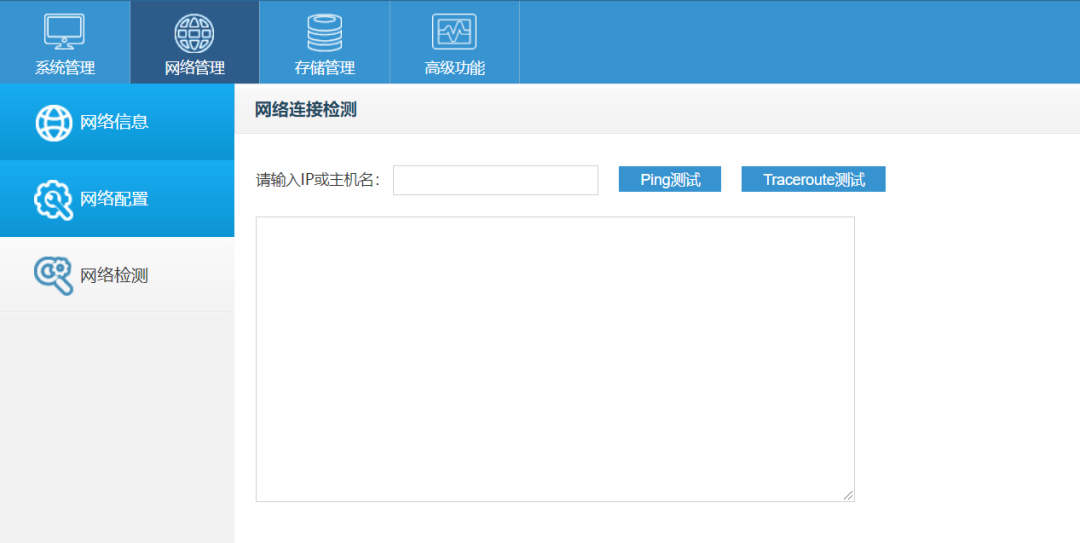 系统管理
网络管理
存储管理
高级功能
网络信息
网络配置
网络检测
网络连接检测
请输入IP或主机名：
Ping测试
Traceroute测试